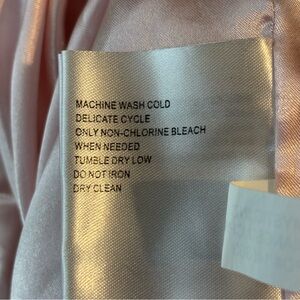 MACHINE WASH COLD
DELICATE CYCLE
ONLY NON-CHLORINE BLEACH
WHEN NEEDED
TUMBLE DRY LOW
DO NOT IRON
DRY CLEAN